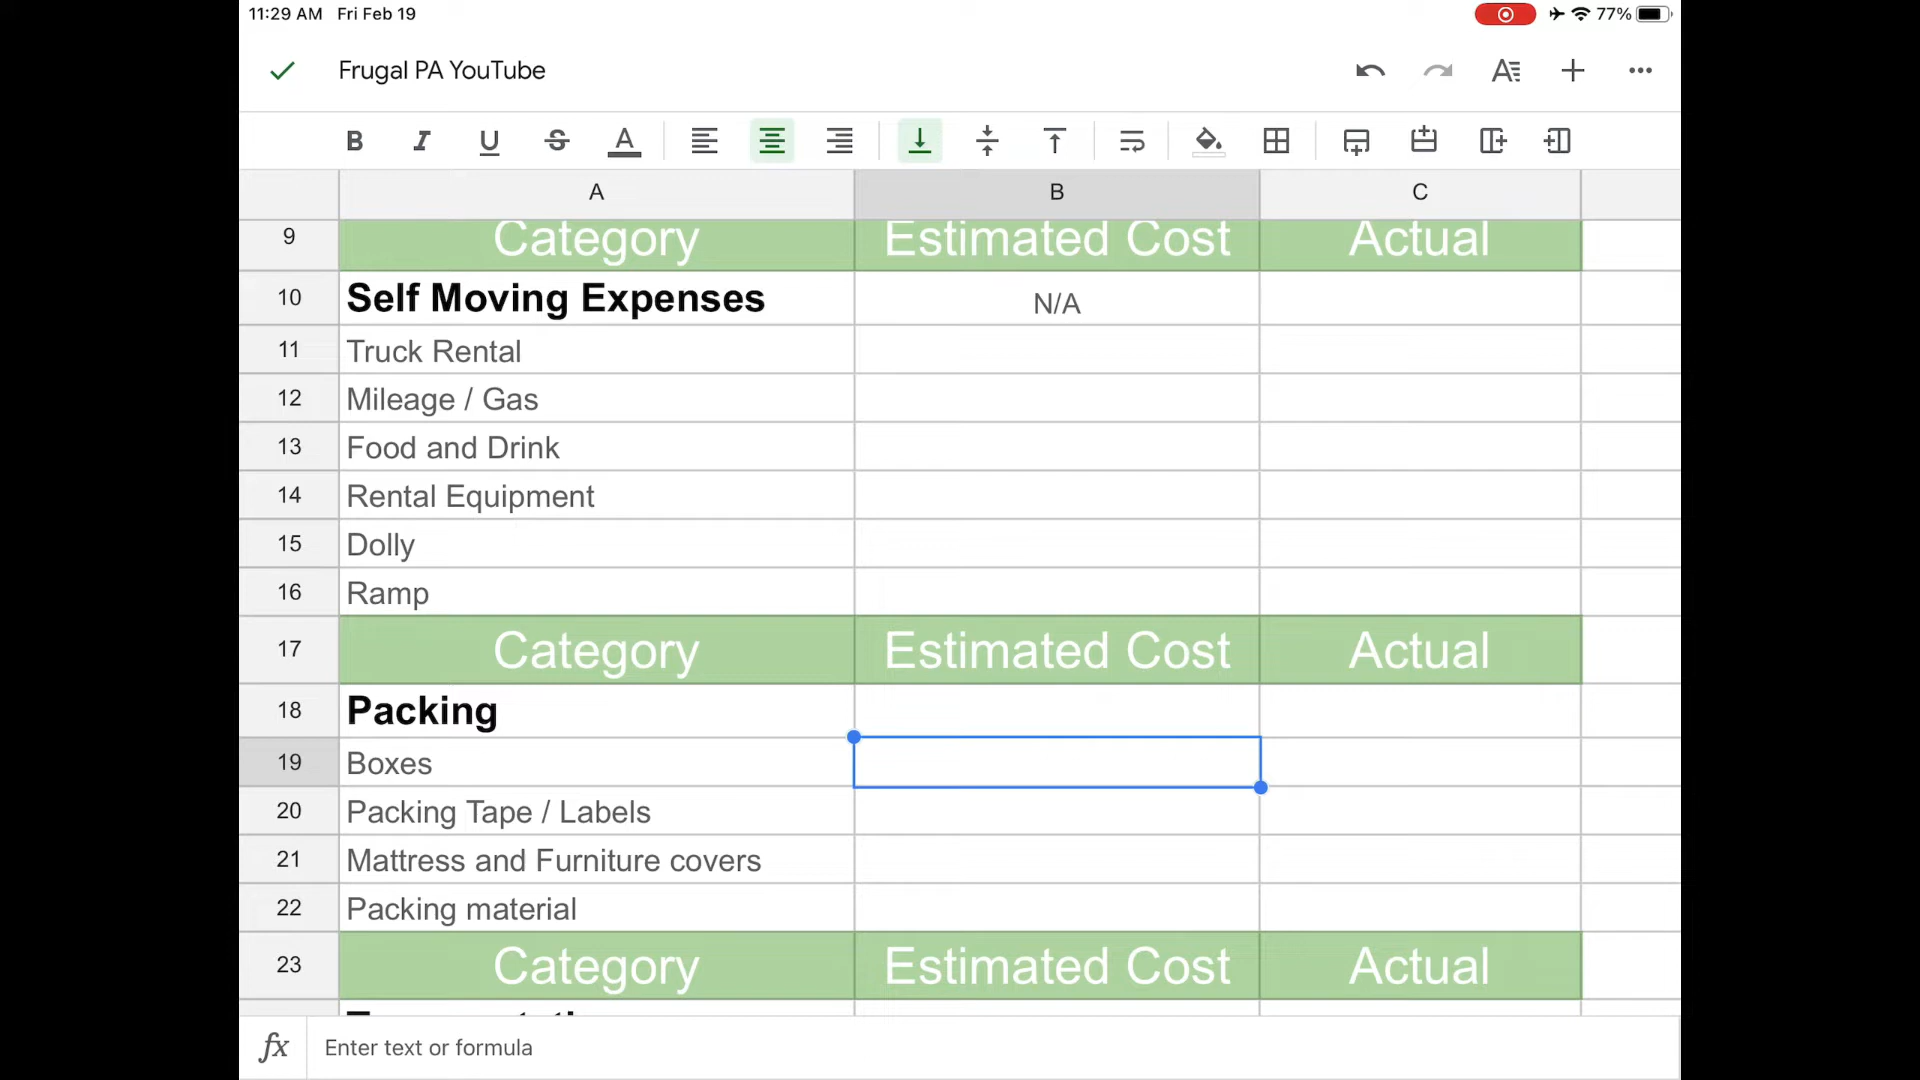 11:29 AM Fri Feb 19 77%
Frugal PA YouTube
B I U S A
A B C
9 Category Estimated Cost Actual
10 Self Moving Expenses N/A
11 Truck Rental
12 Mileage / Gas
13 Food and Drink
14 Rental Equipment
15 Dolly
16 Ramp
17 Category Estimated Cost Actual
18 Packing
19 Boxes
20 Packing Tape / Labels
21 Mattress and Furniture covers
22 Packing material
23 Category Estimated Cost Actual
fx Enter text or formula